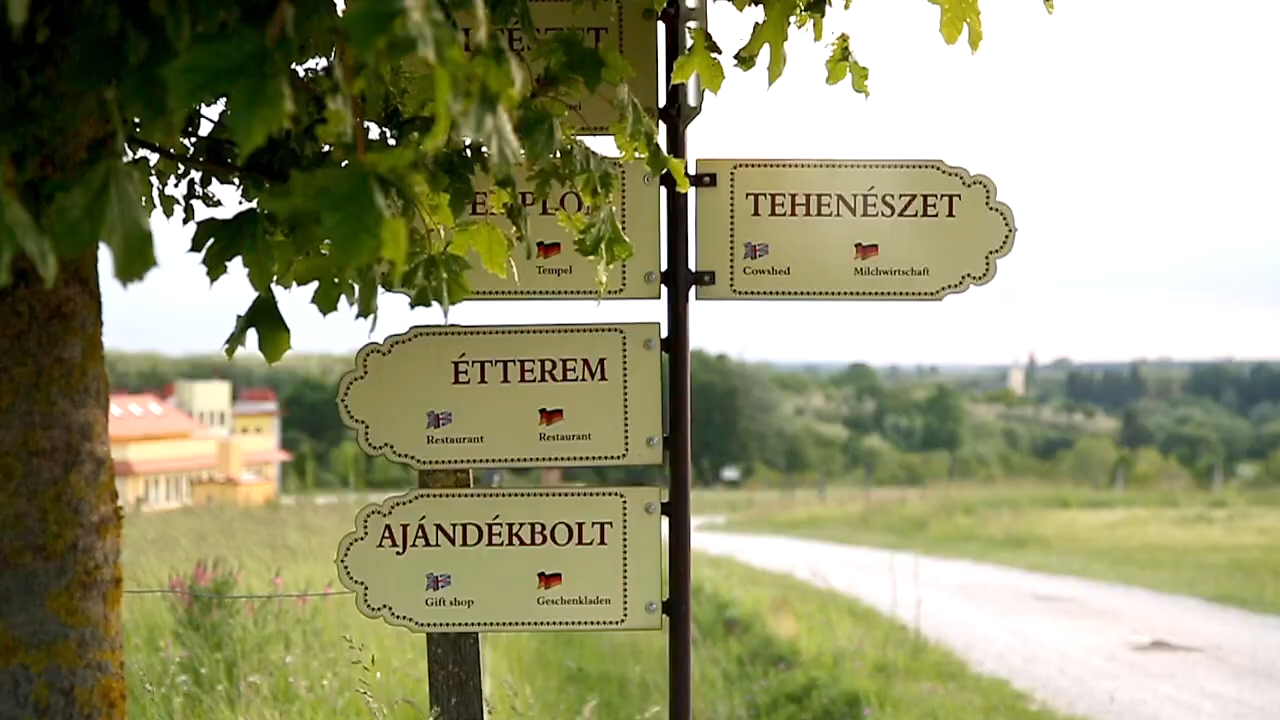 Tempel
TEHENÉSZET
Cowshed Milchwirtschaft
ÉTTEREM
Restaurant Restaurant
AJÁNDÉKBOLT
Gift shop Geschenkladen